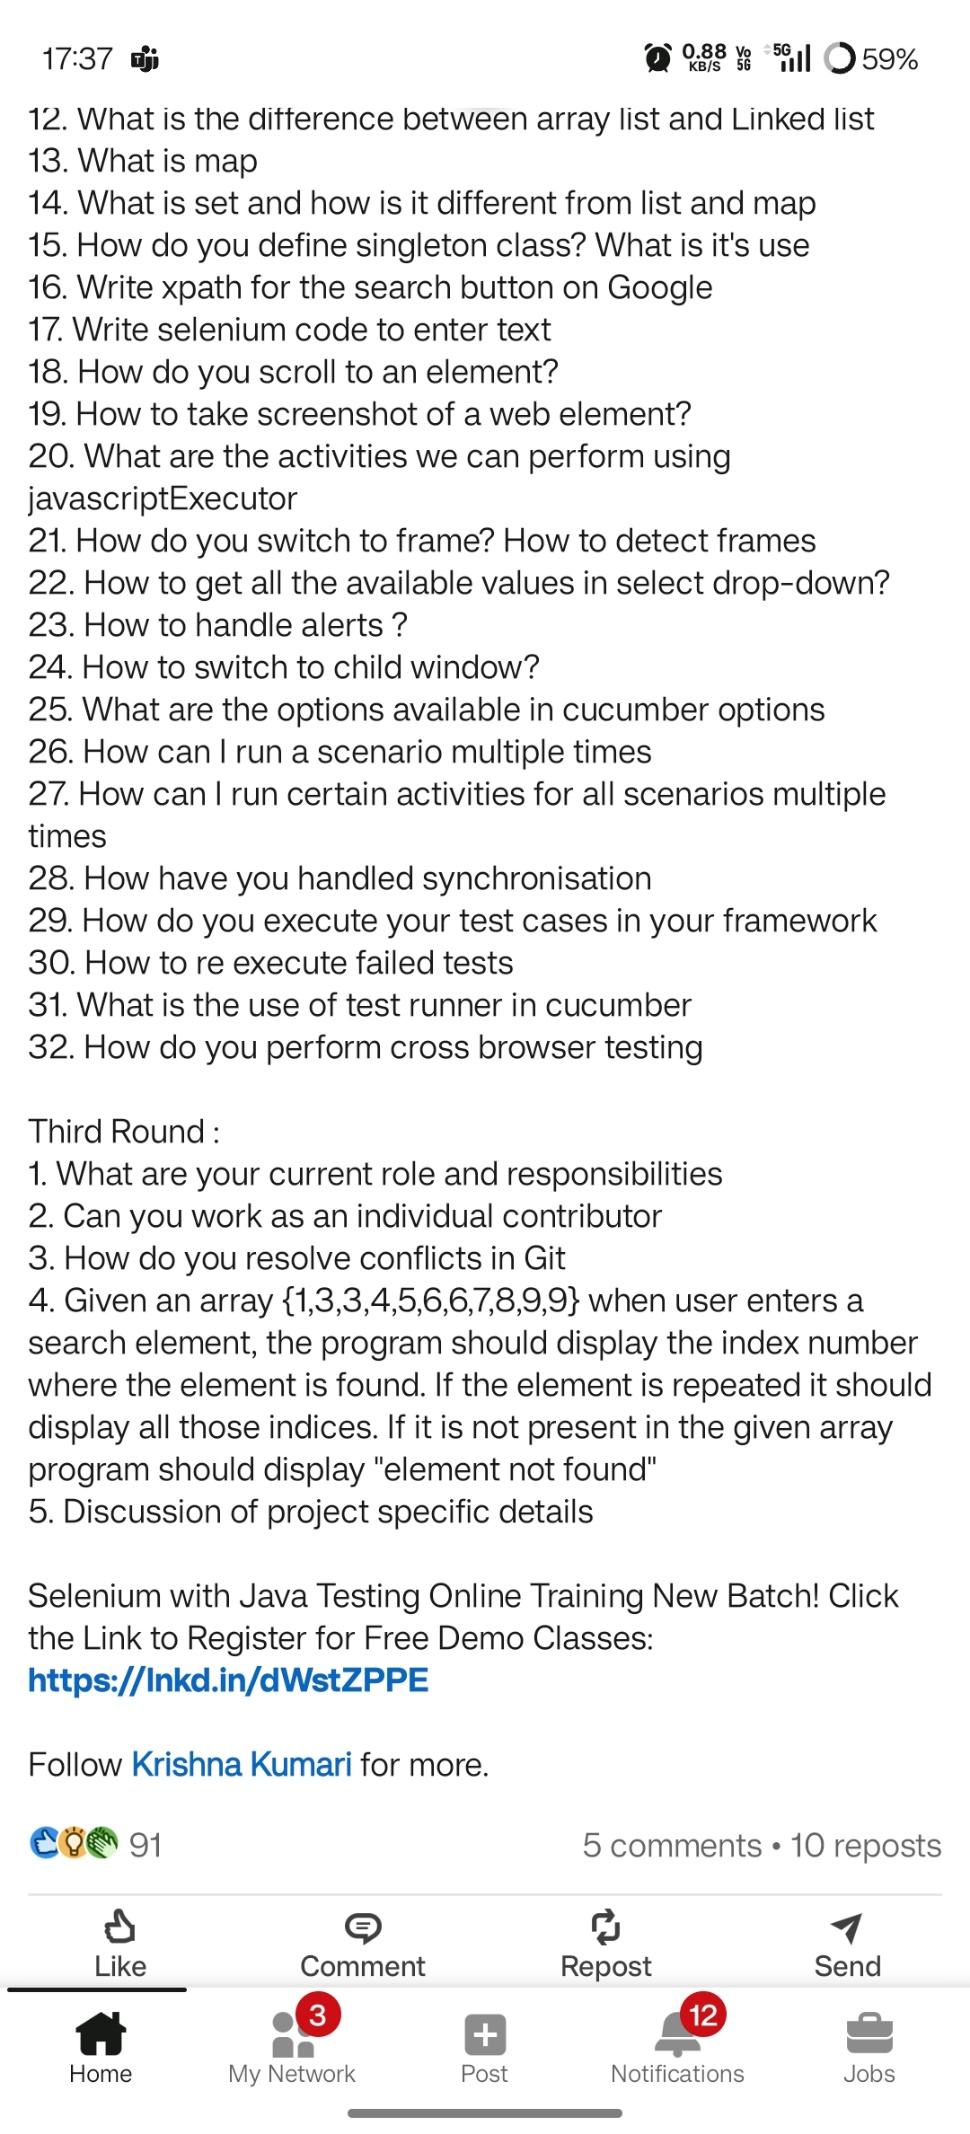 17:37
0.88 KB/S Vo 5G 5G 59%
12. What is the difference between array list and Linked list
13. What is map
14. What is set and how is it different from list and map
15. How do you define singleton class? What is it's use
16. Write xpath for the search button on Google
17. Write selenium code to enter text
18. How do you scroll to an element?
19. How to take screenshot of a web element?
20. What are the activities we can perform using
javascriptExecutor
21. How do you switch to frame? How to detect frames
22. How to get all the available values in select drop-down?
23. How to handle alerts ?
24. How to switch to child window?
25. What are the options available in cucumber options
26. How can I run a scenario multiple times
27. How can I run certain activities for all scenarios multiple
times
28. How have you handled synchronisation
29. How do you execute your test cases in your framework
30. How to re execute failed tests
31. What is the use of test runner in cucumber
32. How do you perform cross browser testing
Third Round :
1. What are your current role and responsibilities
2. Can you work as an individual contributor
3. How do you resolve conflicts in Git
4. Given an array {1,3,3,4,5,6,6,7,8,9,9} when user enters a
search element, the program should display the index number
where the element is found. If the element is repeated it should
display all those indices. If it is not present in the given array
program should display "element not found"
5. Discussion of project specific details
Selenium with Java Testing Online Training New Batch! Click
the Link to Register for Free Demo Classes:
https://lnkd.in/dWstZPPE
Follow Krishna Kumari for more.
91 5 comments • 10 reposts
Like Comment Repost Send
3 12
Home My Network Post Notifications Jobs